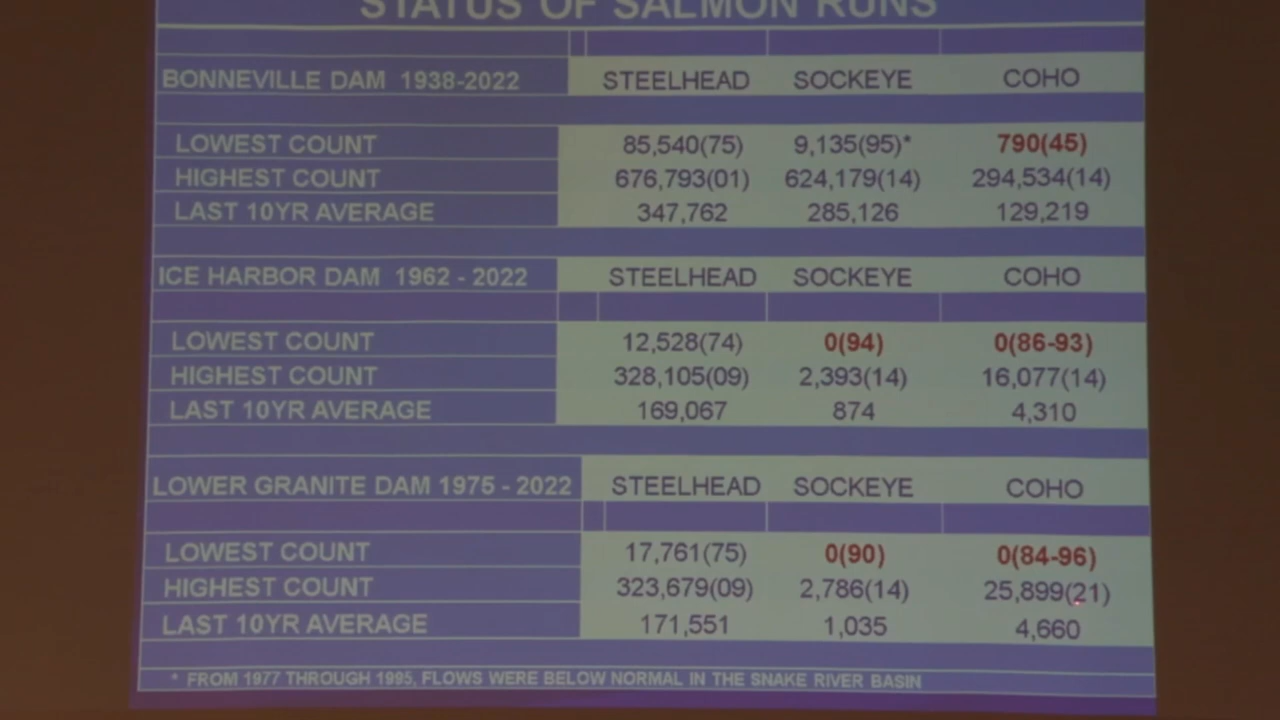 STATUS OF SALMON RUNS
BONNEVILLE DAM 1938-2022 STEELHEAD SOCKEYE COHO
LOWEST COUNT 85,540(75) 9,135(95)* 790(45)
HIGHEST COUNT 676,793(01) 624,179(14) 294,534(14)
LAST 10YR AVERAGE 347,762 285,126 129,219
ICE HARBOR DAM 1962 - 2022 STEELHEAD SOCKEYE COHO
LOWEST COUNT 12,528(74) 0(94) 0(86-93)
HIGHEST COUNT 328,105(09) 2,393(14) 16,077(14)
LAST 10YR AVERAGE 169,067 874 4,310
LOWER GRANITE DAM 1975 - 2022 STEELHEAD SOCKEYE COHO
LOWEST COUNT 17,761(75) 0(90) 0(84-96)
HIGHEST COUNT 323,679(09) 2,786(14) 25,899(21)
LAST 10YR AVERAGE 171,551 1,035 4,660
* FROM 1977 THROUGH 1995, FLOWS WERE BELOW NORMAL IN THE SNAKE RIVER BASIN